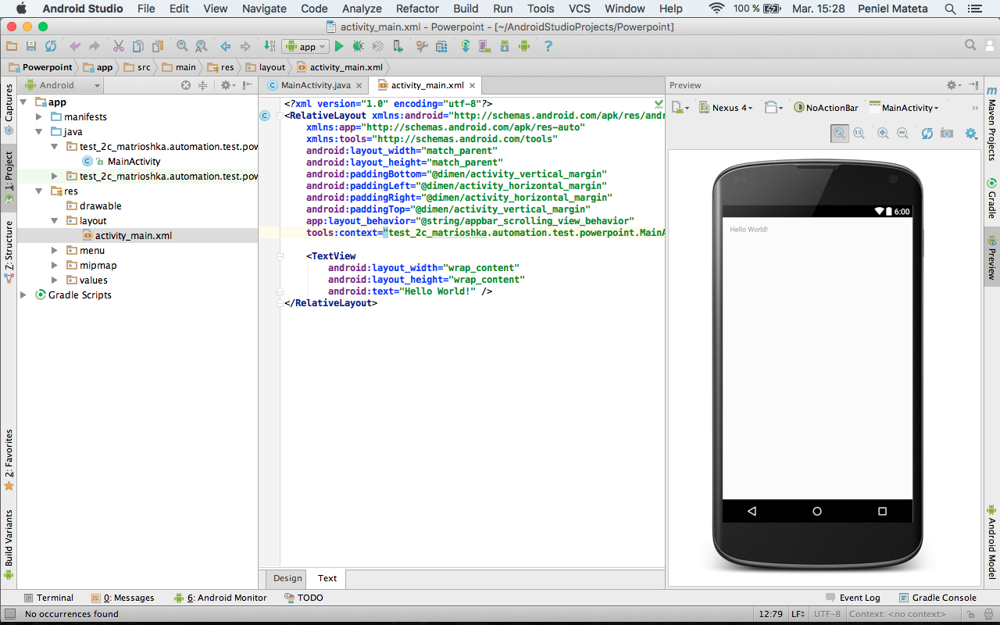 Android Studio File Edit View Navigate Code Analyze Refactor Build Run Tools VCS Window Help 100 % Mar. 15:28 Peniel Mateta
activity_main.xml - Powerpoint - [~/AndroidStudioProjects/Powerpoint]
app
Powerpoint app src main res layout activity_main.xml
Android
MainActivity.java activity_main.xml
Preview
Captures
1: Project
7: Structure
2: Favorites
Build Variants
app
manifests
java
test_2c_matrioshka.automation.test.pov
MainActivity
test_2c_matrioshka.automation.test.pov
res
drawable
layout
activity_main.xml
menu
mipmap
values
Gradle Scripts
<?xml version="1.0" encoding="utf-8"?>
<RelativeLayout xmlns:android="http://schemas.android.com/apk/res/andr
xmlns:app="http://schemas.android.com/apk/res-auto"
xmlns:tools="http://schemas.android.com/tools"
android:layout_width="match_parent"
android:layout_height="match_parent"
android:paddingBottom="@dimen/activity_vertical_margin"
android:paddingLeft="@dimen/activity_horizontal_margin"
android:paddingRight="@dimen/activity_horizontal_margin"
android:paddingTop="@dimen/activity_vertical_margin"
app:layout_behavior="@string/appbar_scrolling_view_behavior"
tools:context="test_2c_matrioshka.automation.test.powerpoint.MainA
<TextView
android:layout_width="wrap_content"
android:layout_height="wrap_content"
android:text="Hello World!" />
</RelativeLayout>
Design Text
Nexus 4 NoActionBar MainActivity
6:00
Hello World!
Maven Projects
Gradle
Preview
Android Model
Terminal 0: Messages 6: Android Monitor TODO Event Log Gradle Console
No occurrences found 12:79 LF UTF-8 Context: <no context>